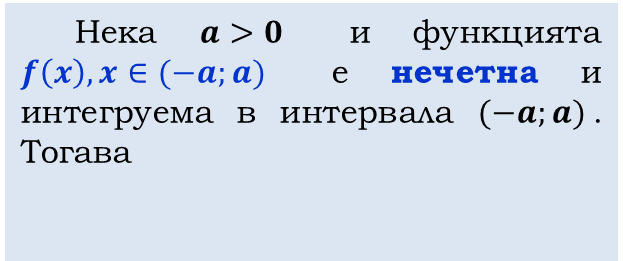 Нека a > 0 и функцията
f(x), x ∈ (−a; a) е нечетна и
интегруема в интервала (−a; a) .
Тогава